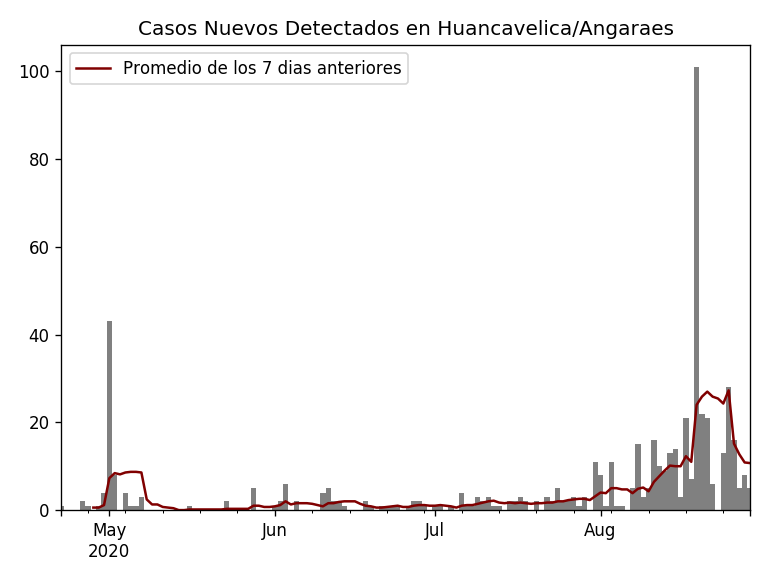 Casos Nuevos Detectados en Huancavelica/Angaraes
Promedio de los 7 dias anteriores
100
80
60
40
20
0
May Jun Jul Aug
2020